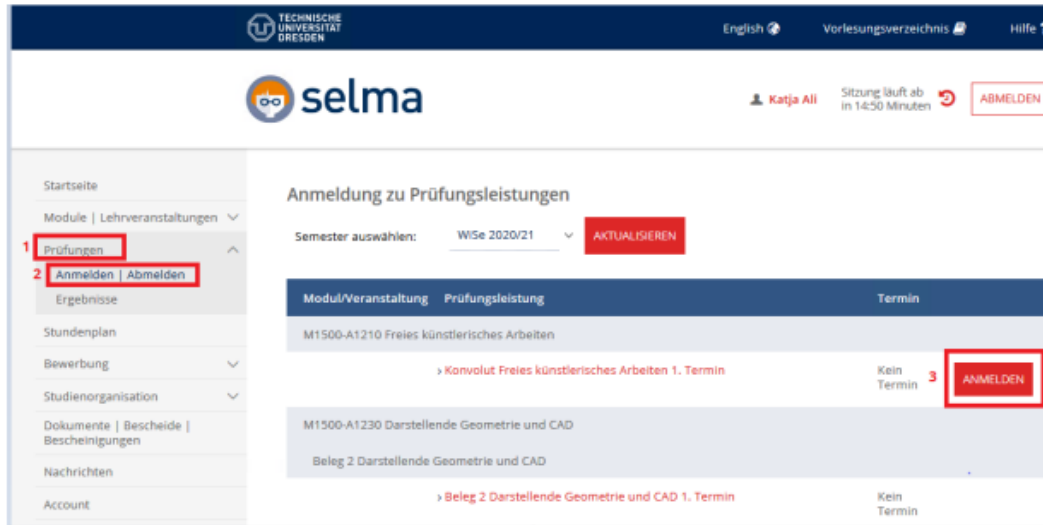 TECHNISCHE
UNIVERSITÄT
DRESDEN
English
Vorlesungsverzeichnis
Hilfe ?
selma
Katja Ali
Sitzung läuft ab
in 14:50 Minuten
ABMELDEN
Startseite
Module | Lehrveranstaltungen
1 Prüfungen
2 Anmelden | Abmelden
Ergebnisse
Stundenplan
Bewerbung
Studienorganisation
Dokumente | Bescheide |
Bescheinigungen
Nachrichten
Account
Anmeldung zu Prüfungsleistungen
Semester auswählen: WiSe 2020/21 AKTUALISIEREN
Modul/Veranstaltung Prüfungsleistung Termin
M1500-A1210 Freies künstlerisches Arbeiten
› Konvolut Freies künstlerisches Arbeiten 1. Termin
Kein
Termin
3 ANMELDEN
M1500-A1230 Darstellende Geometrie und CAD
Beleg 2 Darstellende Geometrie und CAD
› Beleg 2 Darstellende Geometrie und CAD 1. Termin
Kein
Termin